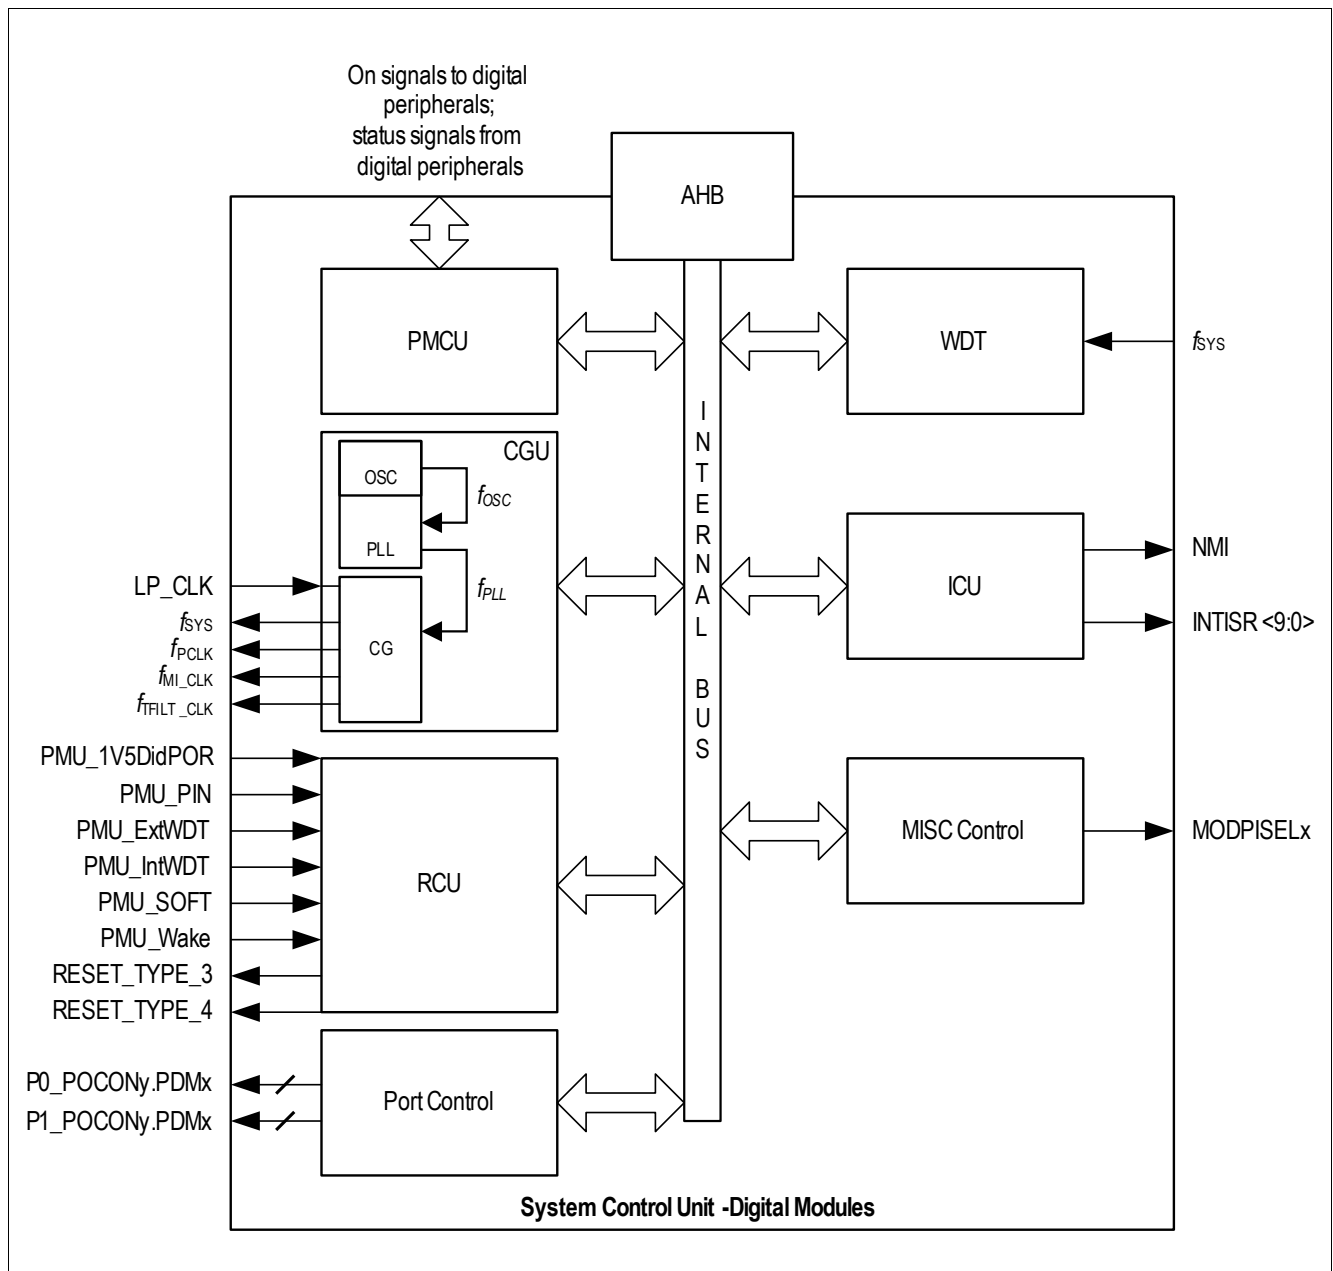 On signals to digital
peripherals;
status signals from
digital peripherals
AHB
PMCU
WDT
fSYS
INTERNAL BUS
CGU
OSC
fOSC
PLL
fPLL
CG
LP_CLK
fSYS
fPCLK
fMI_CLK
fTFILT_CLK
ICU
NMI
INTISR <9:0>
PMU_1V5DidPOR
PMU_PIN
PMU_ExtWDT
PMU_IntWDT
PMU_SOFT
PMU_Wake
RESET_TYPE_3
RESET_TYPE_4
RCU
MISC Control
MODPISELx
P0_POCONy.PDMx
P1_POCONy.PDMx
Port Control
System Control Unit -Digital Modules